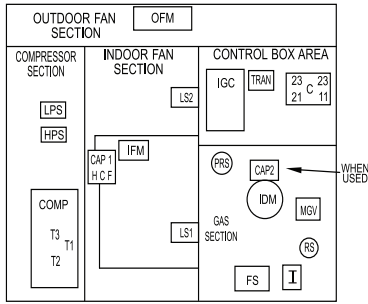 OUTDOOR FAN
SECTION
OFM
COMPRESSOR
SECTION
LPS
HPS
COMP
T3
T1
T2
INDOOR FAN
SECTION
LS2
IFM
CAP 1
H C F
LS1
CONTROL BOX AREA
IGC
TRAN
23 C 23
21 11
PRS
CAP2
WHEN
USED
IDM
MGV
GAS
SECTION
RS
FS
I